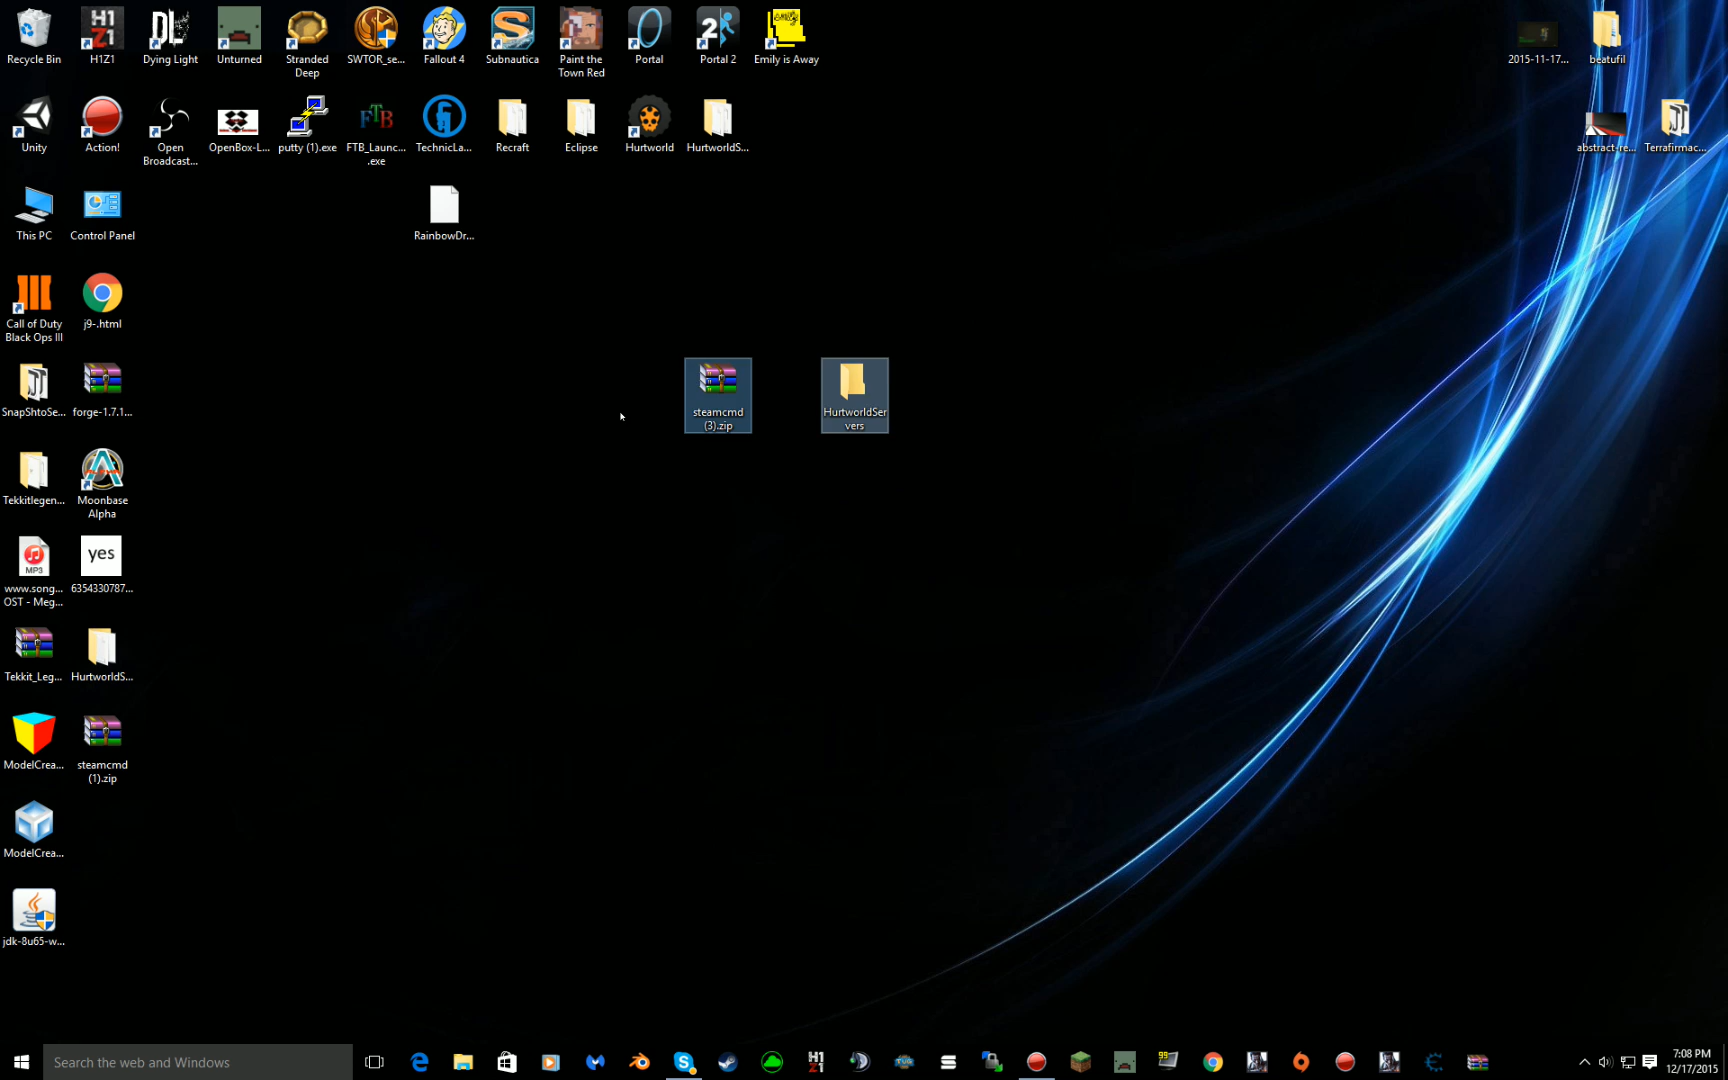 Recycle Bin
H1Z1
Dying Light
Unturned
Stranded
Deep
SWTOR_se...
Fallout 4
Subnautica
Paint the
Town Red
Portal
Portal 2
Emily is Away
2015-11-17...
beatufil
Unity
Action!
Open
Broadcast...
OpenBox-L...
putty (1).exe
FTB_Launc...
.exe
TechnicLa...
Recraft
Eclipse
Hurtworld
HurtworldS...
abstract-re...
Terrafirmac...
This PC
Control Panel
RainbowDr...
Call of Duty
Black Ops III
j9-.html
SnapShtoSe...
forge-1.7.1...
steamcmd
(3).zip
HurtworldSer
vers
Tekkitlegen...
Moonbase
Alpha
MP3
www.song...
OST - Meg...
yes
6354330787...
Tekkit_Leg...
HurtworldS...
ModelCrea...
steamcmd
(1).zip
ModelCrea...
jdk-8u65-w...
Search the web and Windows
7:08 PM
12/17/2015